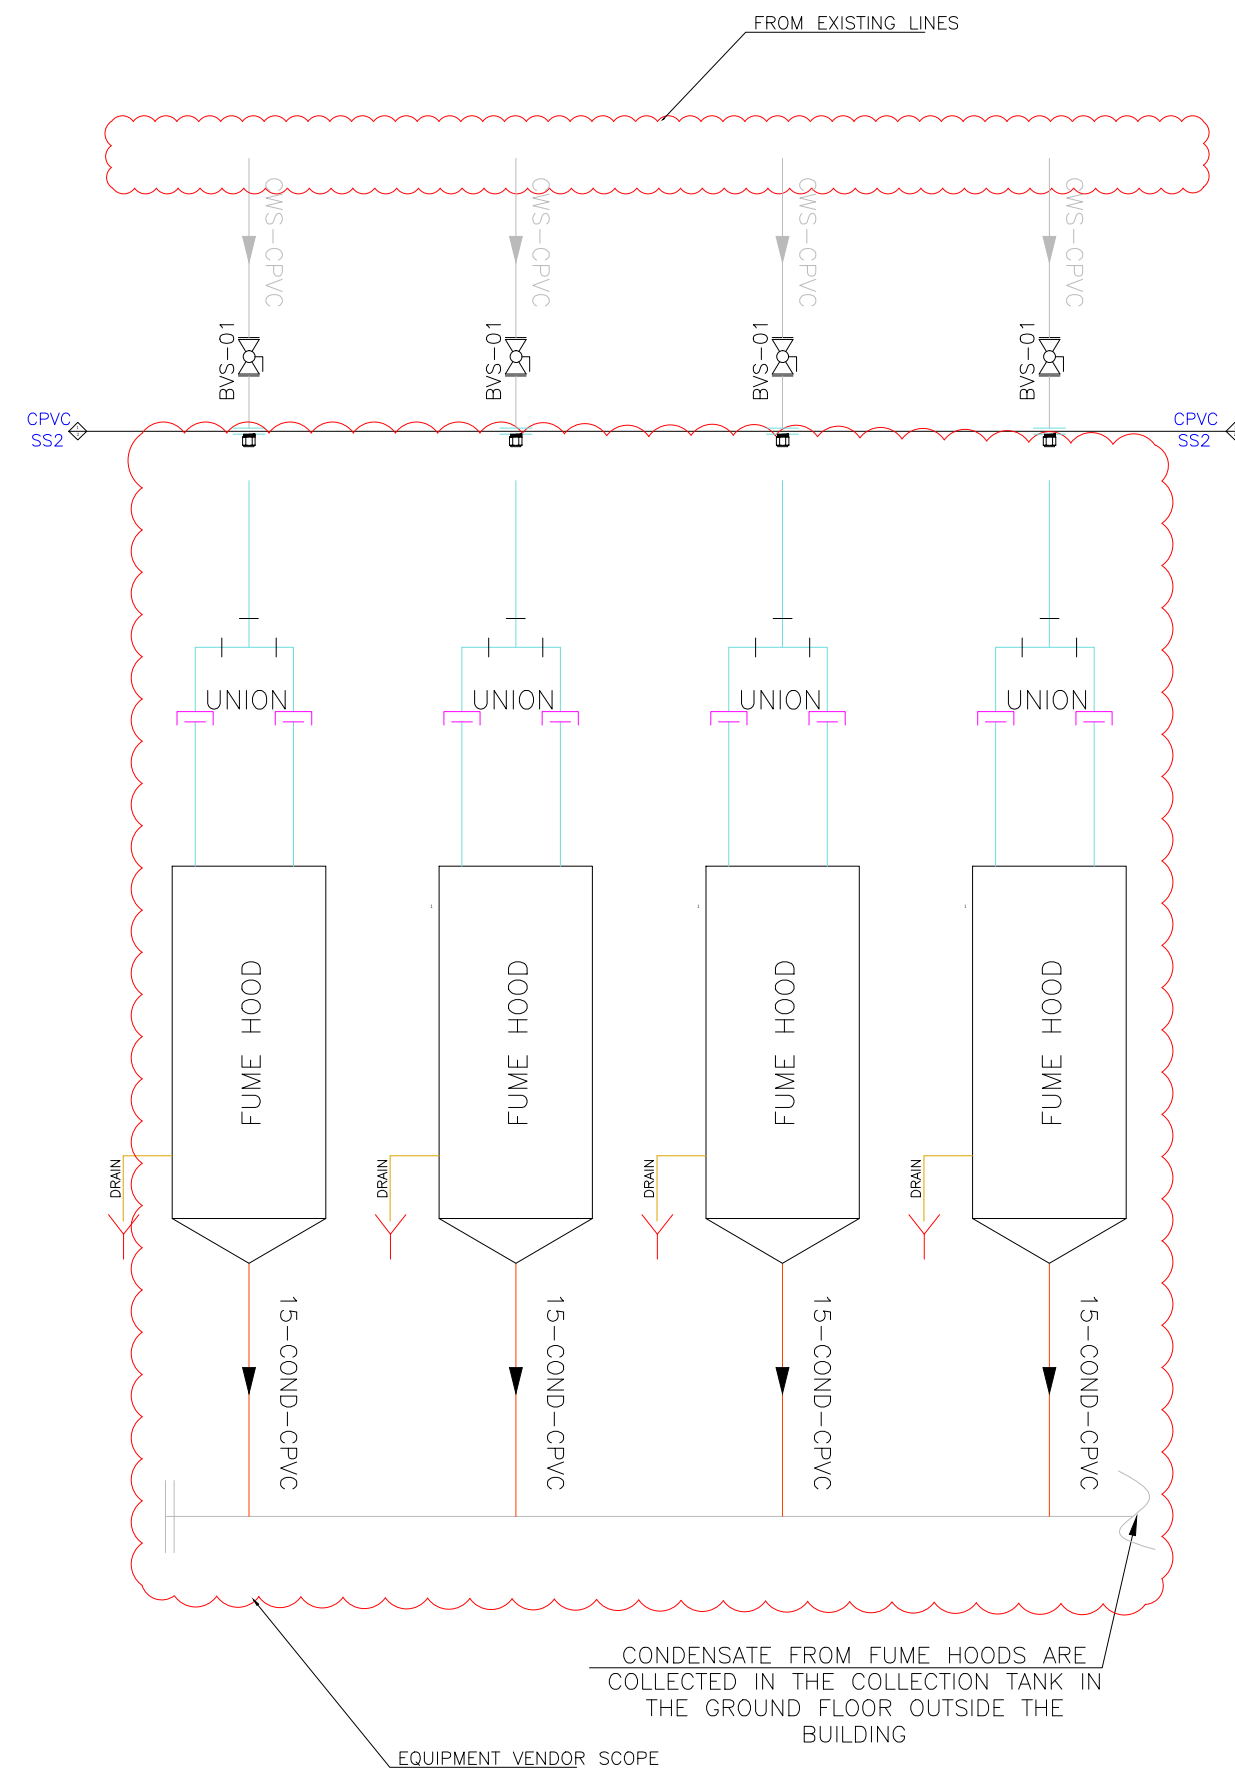 FROM EXISTING LINES
CWS-CPVC
CWS-CPVC
CWS-CPVC
CWS-CPVC
BVS-01
BVS-01
BVS-01
BVS-01
CPVC
SS2
CPVC
SS2
UNION
UNION
UNION
UNION
1
1
1
FUME HOOD
FUME HOOD
FUME HOOD
FUME HOOD
DRAIN
DRAIN
DRAIN
DRAIN
15-COND-CPVC
15-COND-CPVC
15-COND-CPVC
15-COND-CPVC
CONDENSATE FROM FUME HOODS ARE
COLLECTED IN THE COLLECTION TANK IN
THE GROUND FLOOR OUTSIDE THE
BUILDING
EQUIPMENT VENDOR SCOPE